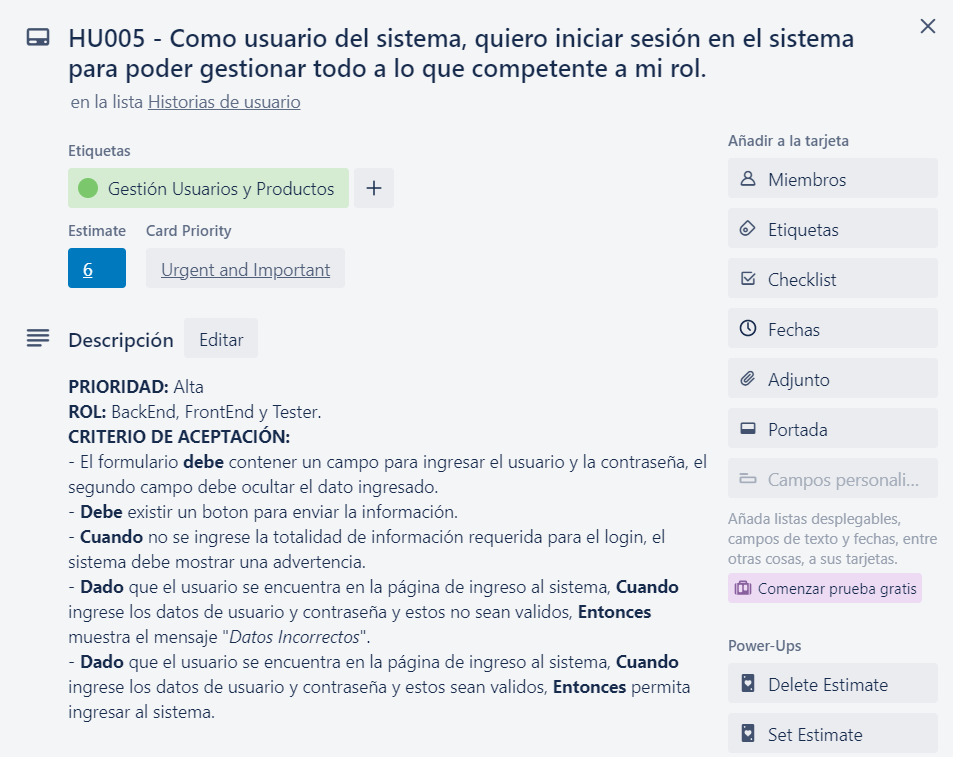 HU005 - Como usuario del sistema, quiero iniciar sesión en el sistema
para poder gestionar todo a lo que competente a mi rol.
en la lista Historias de usuario
Etiquetas
Gestión Usuarios y Productos
Estimate Card Priority
6 Urgent and Important
Descripción Editar
PRIORIDAD: Alta
ROL: BackEnd, FrontEnd y Tester.
CRITERIO DE ACEPTACIÓN:
- El formulario debe contener un campo para ingresar el usuario y la contraseña, el
segundo campo debe ocultar el dato ingresado.
- Debe existir un boton para enviar la información.
- Cuando no se ingrese la totalidad de información requerida para el login, el
sistema debe mostrar una advertencia.
- Dado que el usuario se encuentra en la página de ingreso al sistema, Cuando
ingrese los datos de usuario y contraseña y estos no sean validos, Entonces
muestra el mensaje "Datos Incorrectos".
- Dado que el usuario se encuentra en la página de ingreso al sistema, Cuando
ingrese los datos de usuario y contraseña y estos sean validos, Entonces permita
ingresar al sistema.
Añadir a la tarjeta
Miembros
Etiquetas
Checklist
Fechas
Adjunto
Portada
Campos personali...
Añada listas desplegables,
campos de texto y fechas, entre
otras cosas, a sus tarjetas.
Comenzar prueba gratis
Power-Ups
Delete Estimate
Set Estimate